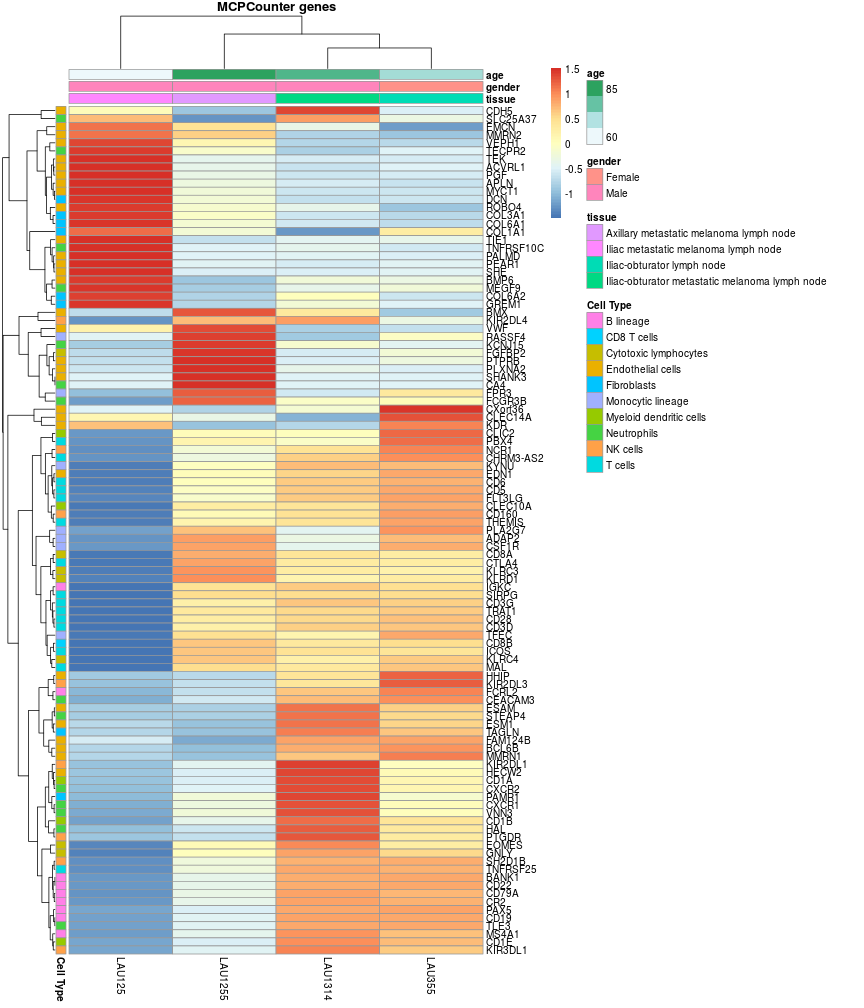 MCPCounter genes
age
gender
tissue
CDH5
SLC25A37
EMCN
MMRN2
VEPH1
TECPR2
TEK
ACVRL1
PGF
APLN
MYCT1
DCN
ROBO4
COL3A1
COL6A1
COL1A1
TIE1
TNFRSF10C
PALMD
PEAR1
SHE
BMP6
MEGF9
COL6A2
GREM1
BMX
KIR2DL4
VWF
RASSF4
KCNJ15
FGFBP2
PTPRB
PLXNA2
SHANK3
CA4
FPR3
FCGR3B
CXorf36
CLEC14A
KDR
CLIC2
PBX4
NCR1
CHRM3-AS2
KYNU
EDN1
CD6
CD5
FLT3LG
CLEC10A
CD160
THEMIS
PLA2G7
ADAP2
CSF1R
CD8A
CTLA4
KLRC3
KLRD1
IGKC
SIRPG
CD3G
TRAT1
CD28
CD3D
TFEC
CD8B
ICOS
KLRC4
MAL
HHIP
KIR2DL3
FCRL2
CEACAM3
ESAM
STEAP4
ESM1
TAGLN
FAM124B
BCL6B
MMRN1
KIR2DL1
HECW2
CD1A
CXCR2
PAMR1
CXCR1
VNN3
CD1B
HAL
PTGDR
EOMES
GNLY
SH2D1B
TNFRSF25
BANK1
CD22
CD79A
CR2
PAX5
CD19
TLE3
MS4A1
CD1E
KIR3DL1
Cell Type
LAU125
LAU1255
LAU1314
LAU355
1.5
1
0.5
0
-0.5
-1
age
85
60
gender
Female
Male
tissue
Axillary metastatic melanoma lymph node
Iliac metastatic melanoma lymph node
Iliac-obturator lymph node
Iliac-obturator metastatic melanoma lymph node
Cell Type
B lineage
CD8 T cells
Cytotoxic lymphocytes
Endothelial cells
Fibroblasts
Monocytic lineage
Myeloid dendritic cells
Neutrophils
NK cells
T cells